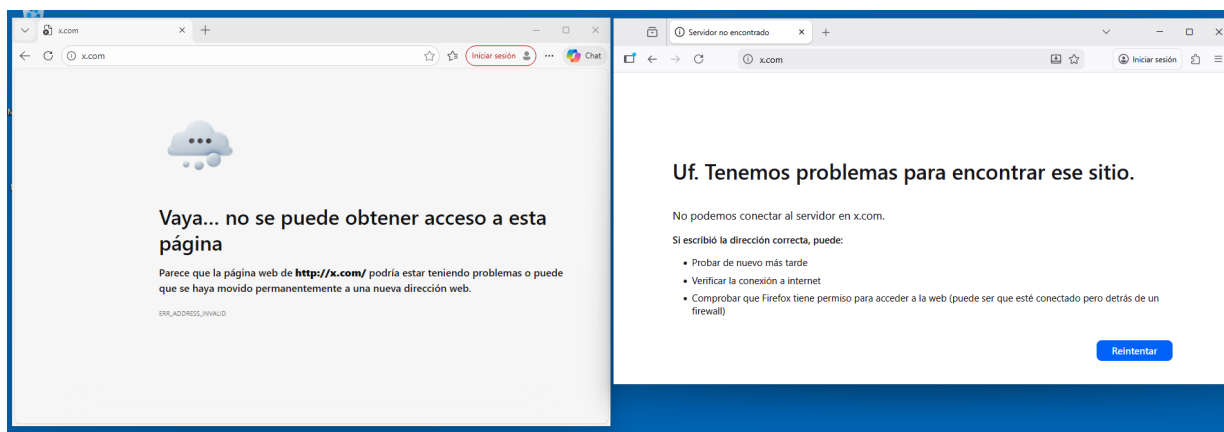 x.com
x.com
Iniciar sesión
Chat
Vaya... no se puede obtener acceso a esta
página
Parece que la página web de http://x.com/ podría estar teniendo problemas o puede
que se haya movido permanentemente a una nueva dirección web.
ERR_ADDRESS_INVALID
Servidor no encontrado
x.com
Iniciar sesión
Uf. Tenemos problemas para encontrar ese sitio.
No podemos conectar al servidor en x.com.
Si escribió la dirección correcta, puede:
• Probar de nuevo más tarde
• Verificar la conexión a internet
• Comprobar que Firefox tiene permiso para acceder a la web (puede ser que esté conectado pero detrás de un
firewall)
Reintentar